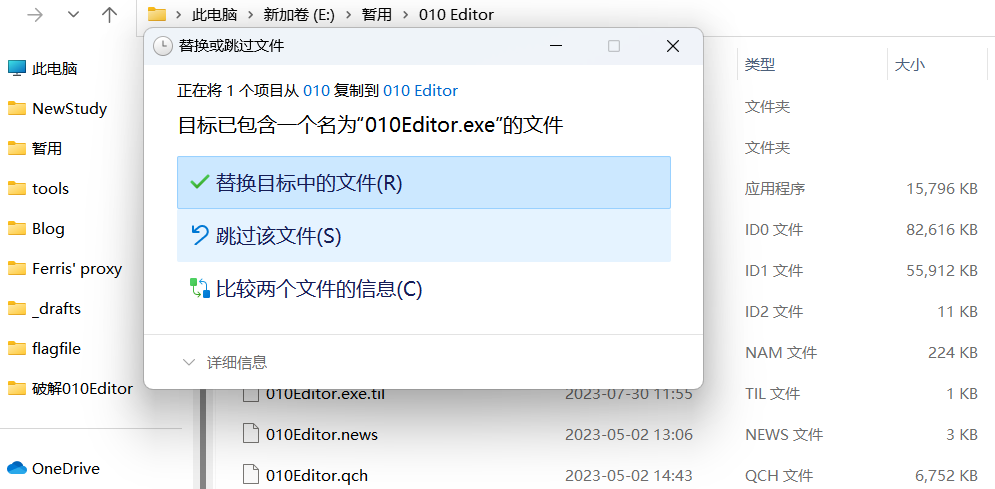 此电脑 > 新加卷 (E:) > 暂用 > 010 Editor
替换或跳过文件
正在将 1 个项目从 010 复制到 010 Editor
目标已包含一个名为“010Editor.exe”的文件
替换目标中的文件(R)
跳过该文件(S)
比较两个文件的信息(C)
详细信息
此电脑
NewStudy
暂用
tools
Blog
Ferris' proxy
_drafts
flagfile
破解010Editor
OneDrive
类型 大小
文件夹
文件夹
应用程序 15,796 KB
ID0 文件 82,616 KB
ID1 文件 55,912 KB
ID2 文件 11 KB
NAM 文件 224 KB
010Editor.exe.til 2023-07-30 11:55 TIL 文件 1 KB
010Editor.news 2023-05-02 13:06 NEWS 文件 3 KB
010Editor.qch 2023-05-02 14:43 QCH 文件 6,752 KB